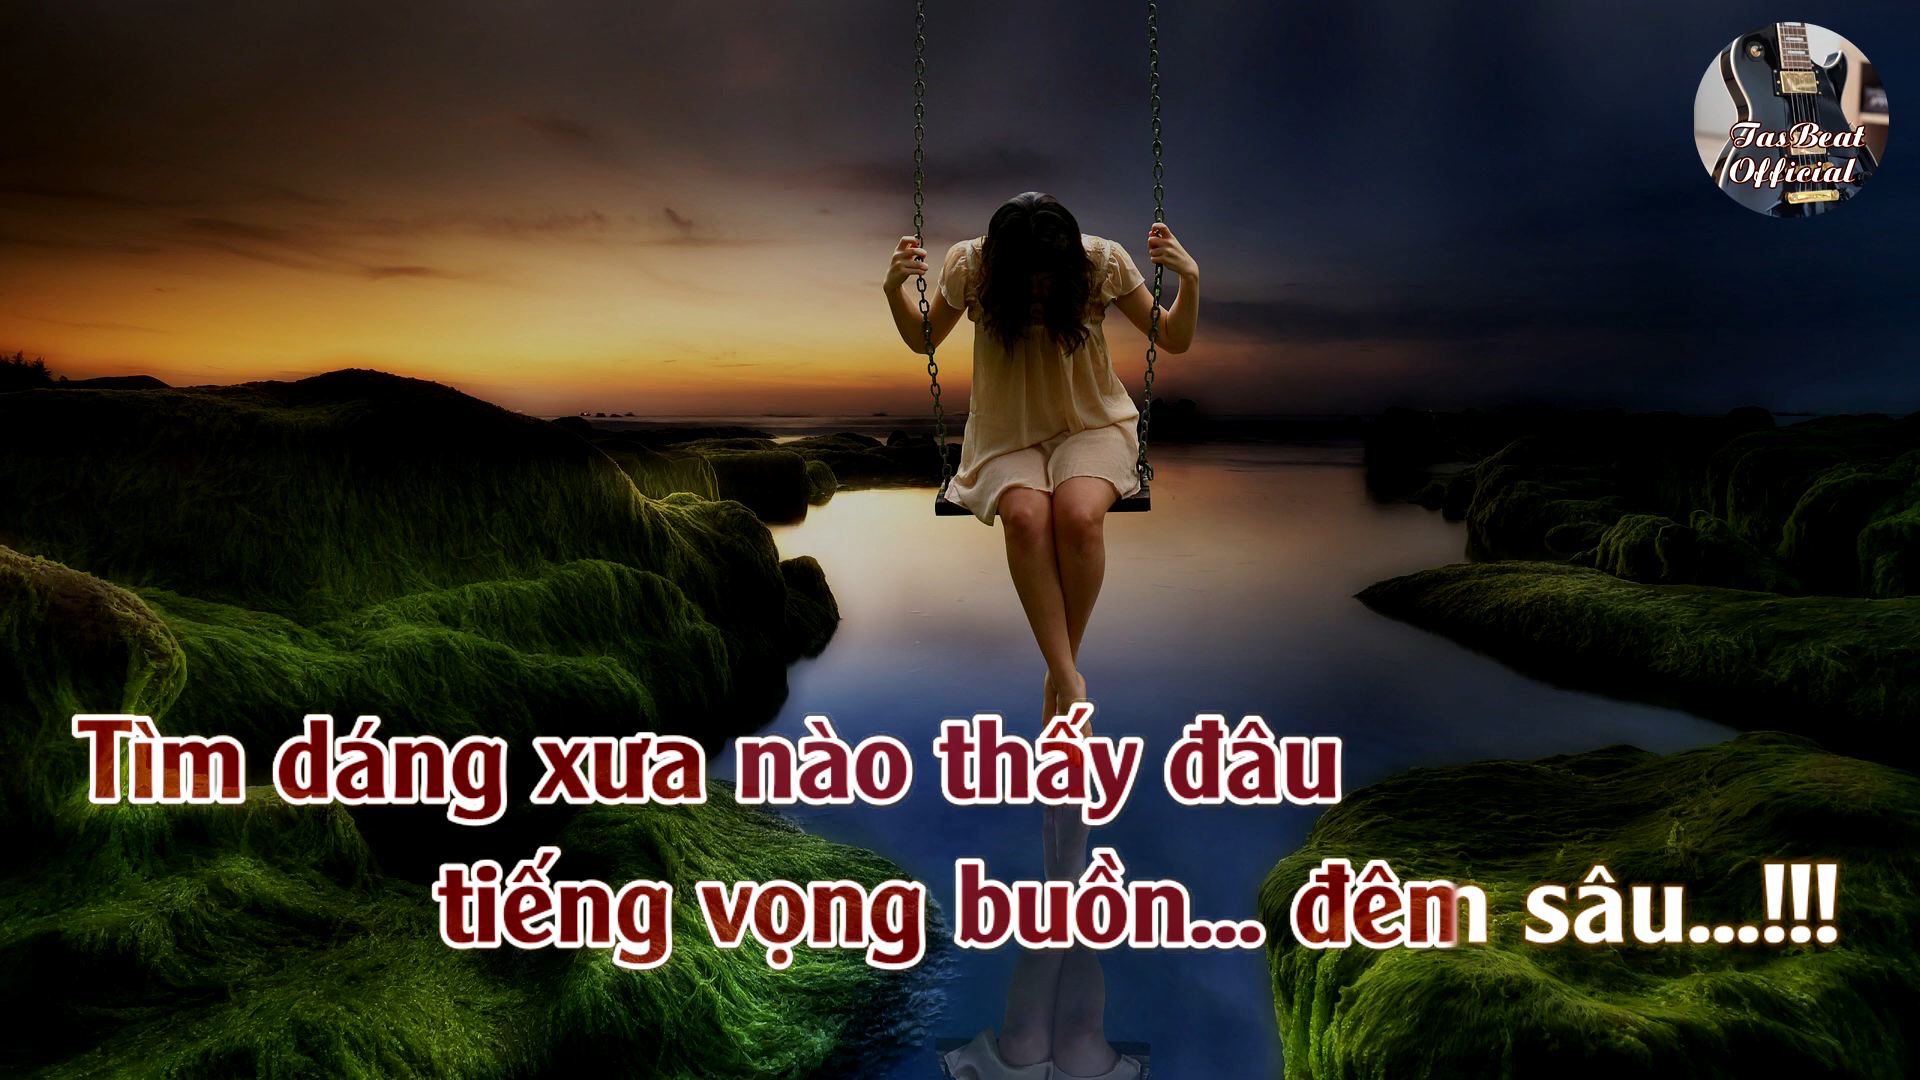 TasBeat
Official
Tìm dáng xưa nào thấy đâu
tiếng vọng buồn... đêm sâu...!!!